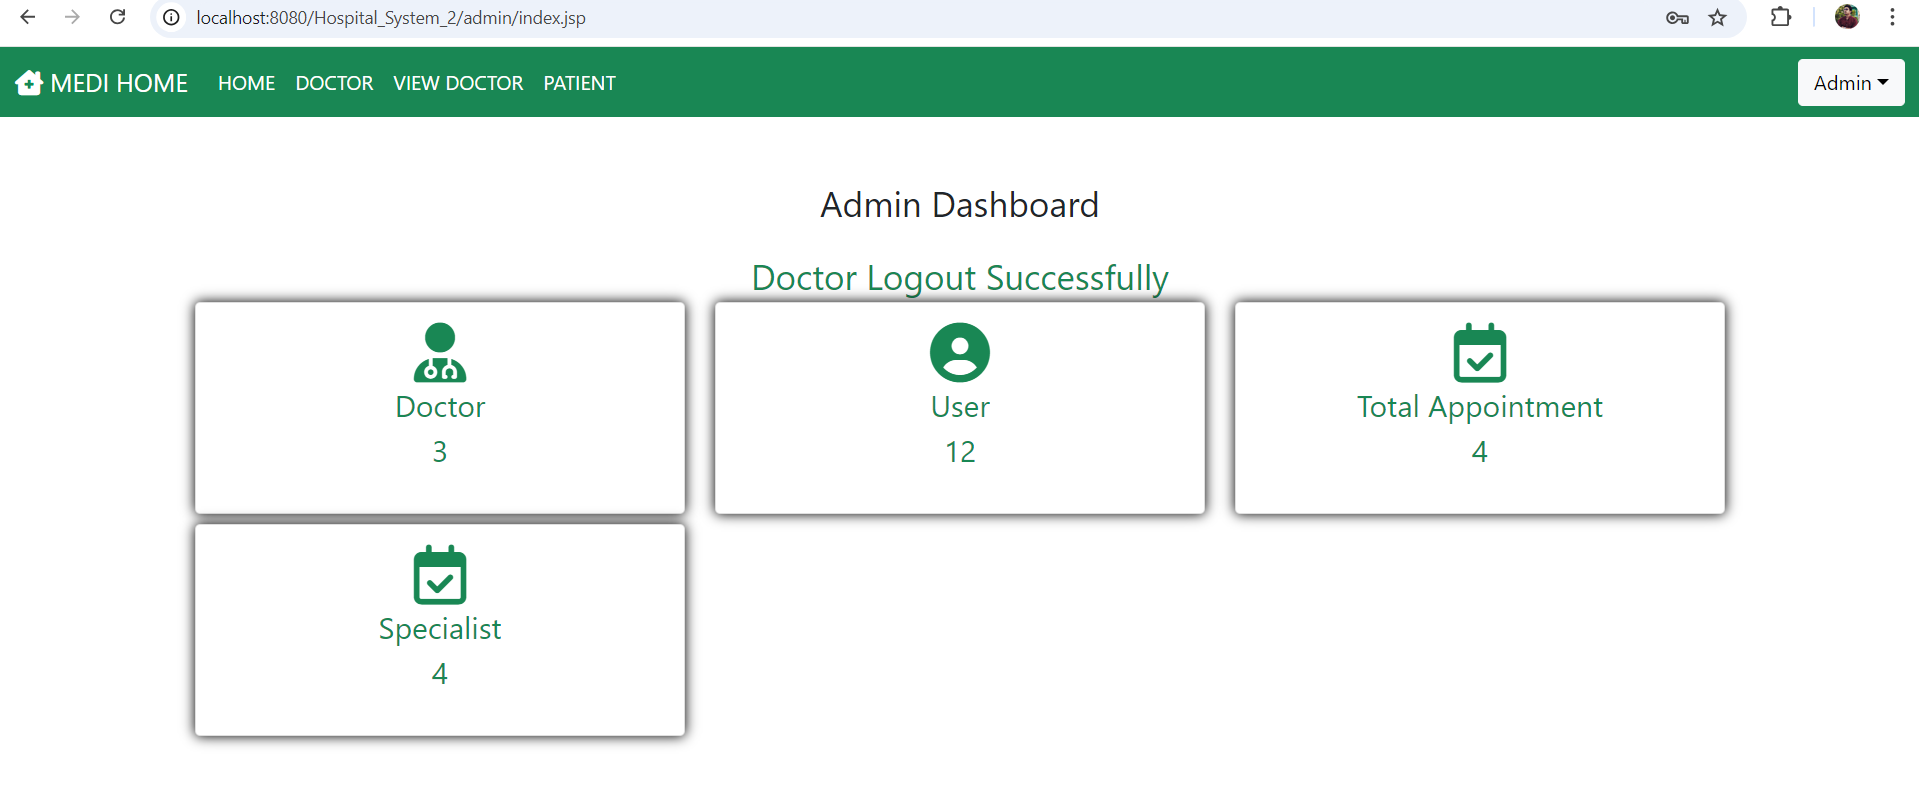 localhost:8080/Hospital_System_2/admin/index.jsp
MEDI HOME HOME DOCTOR VIEW DOCTOR PATIENT Admin
Admin Dashboard
Doctor Logout Successfully
Doctor
3
User
12
Total Appointment
4
Specialist
4